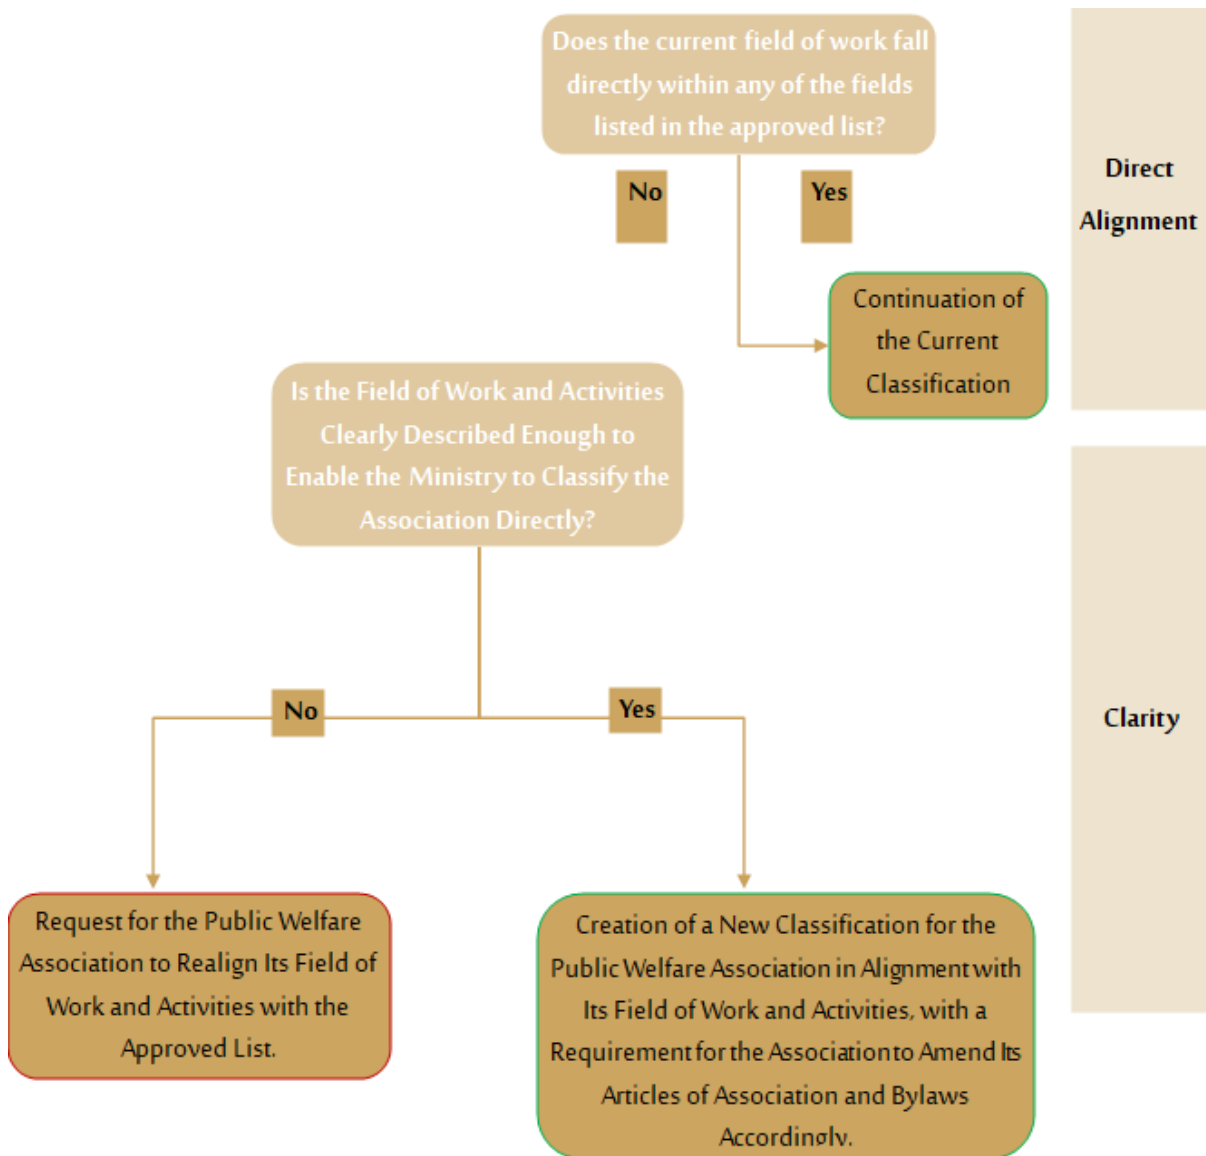 Does the current field of work fall
directly within any of the fields
listed in the approved list?
Direct
Alignment
No
Yes
Continuation of
the Current
Classification
Is the Field of Work and Activities
Clearly Described Enough to
Enable the Ministry to Classify the
Association Directly?
Clarity
No
Yes
Request for the Public Welfare
Association to Realign Its Field of
Work and Activities with the
Approved List.
Creation of a New Classification for the
Public Welfare Association in Alignment with
Its Field of Work and Activities, with a
Requirement for the Association to Amend Its
Articles of Association and Bylaws
Accordingly.